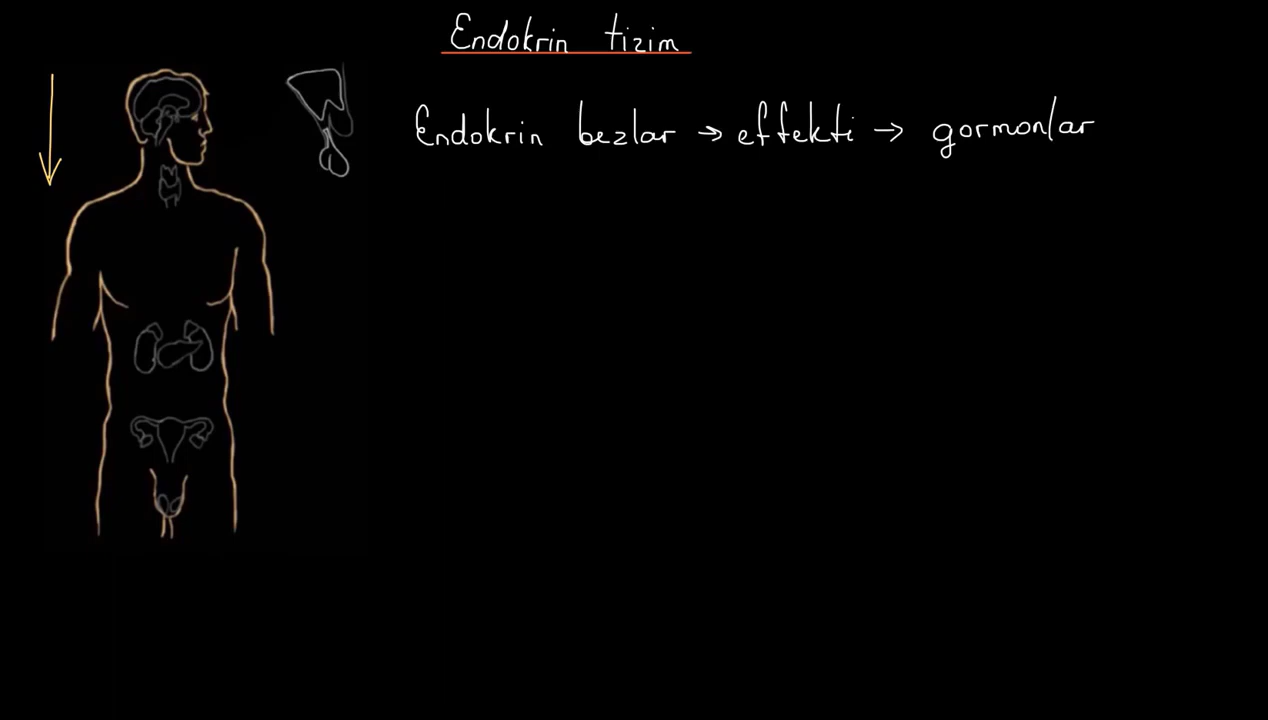 Endokrin tizim
Endokrin bezlar → effekti → gormonlar